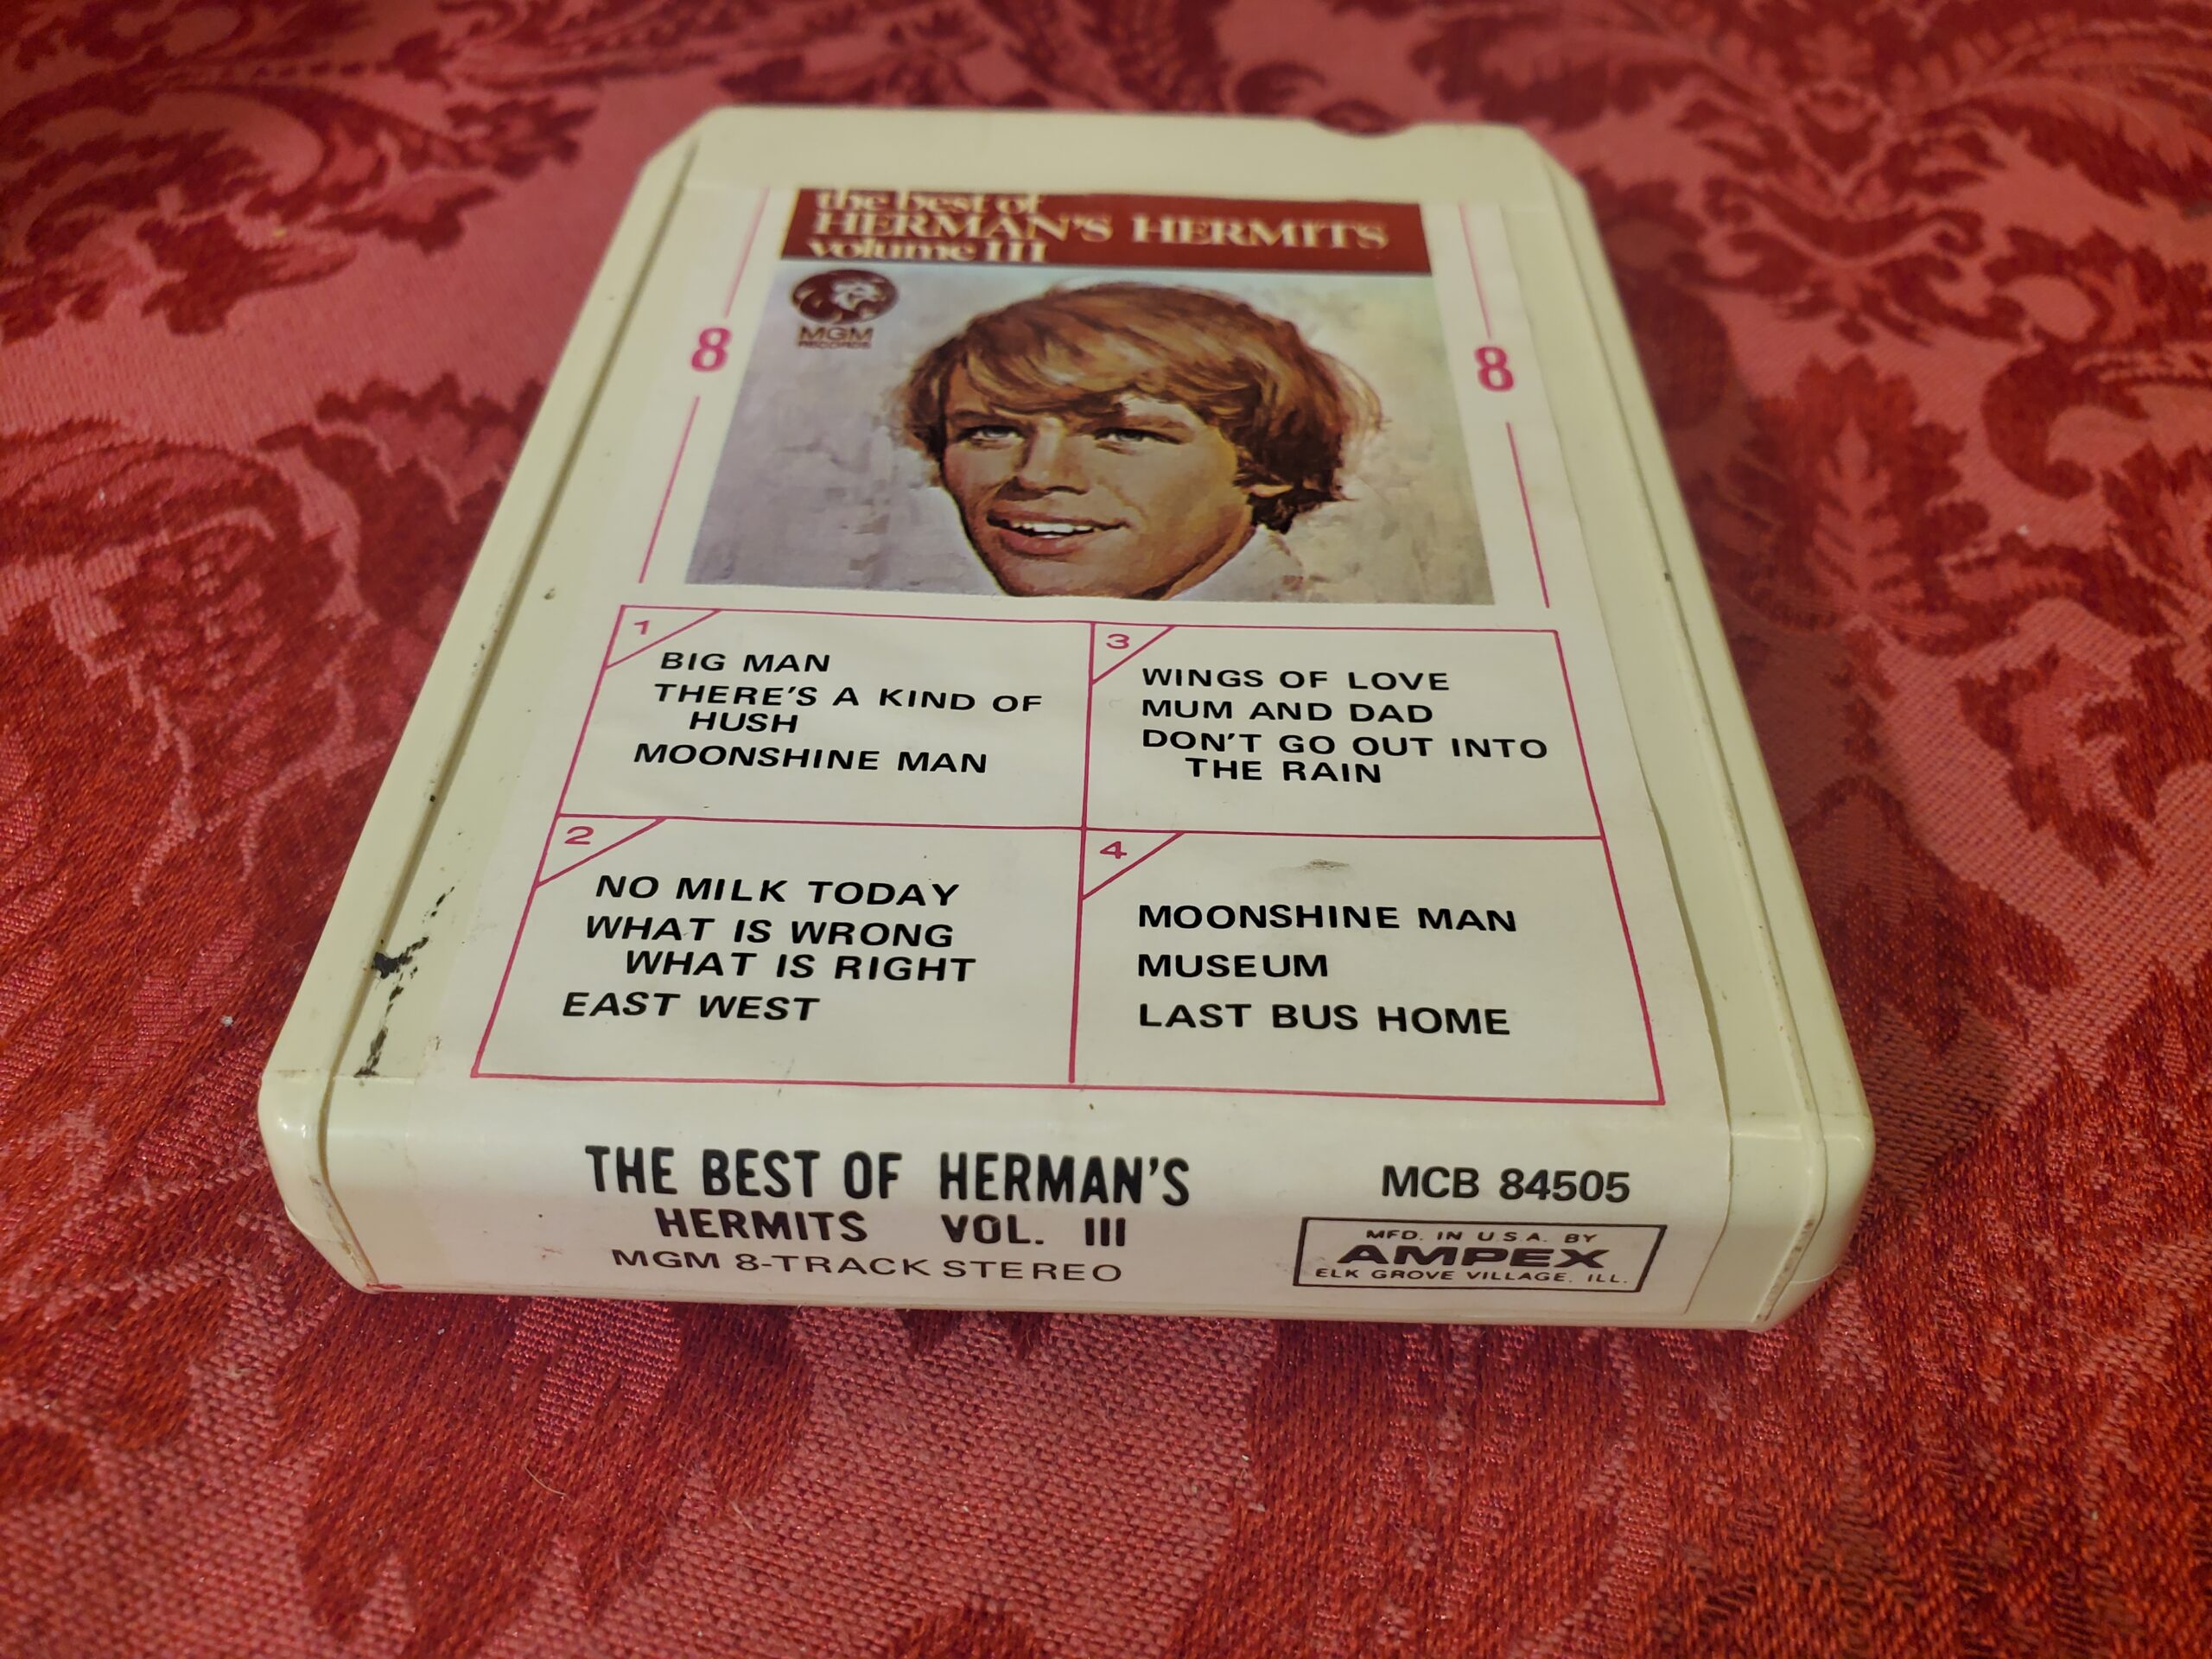 the best of
HERMAN'S HERMITS
volume III
MGM
RECORDS
8
8
1
BIG MAN
THERE'S A KIND OF
HUSH
MOONSHINE MAN
2
NO MILK TODAY
WHAT IS WRONG
WHAT IS RIGHT
EAST WEST
3
WINGS OF LOVE
MUM AND DAD
DON'T GO OUT INTO
THE RAIN
4
MOONSHINE MAN
MUSEUM
LAST BUS HOME
THE BEST OF HERMAN'S
HERMITS VOL. III
MGM 8-TRACK STEREO
MCB 84505
MFD. IN U.S.A. BY
AMPEX
ELK GROVE VILLAGE, ILL.